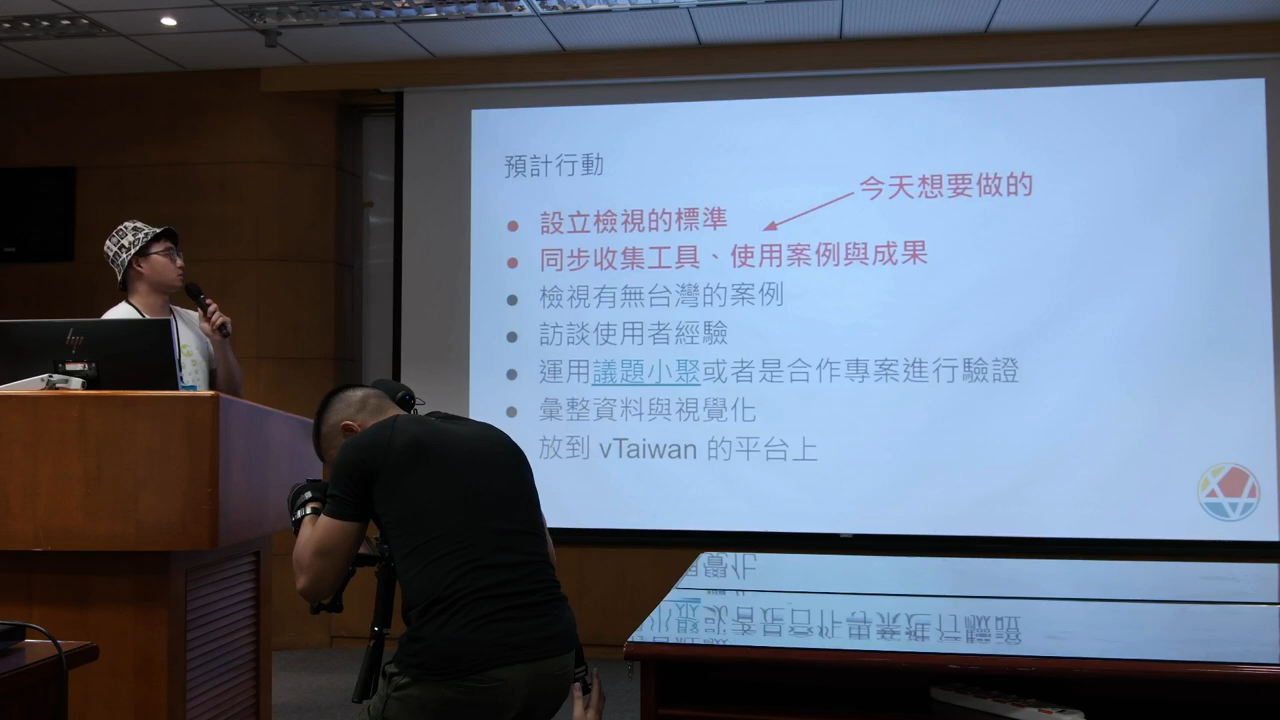 預計行動
今天想要做的
設立檢視的標準
同步收集工具、使用案例與成果
檢視有無台灣的案例
訪談使用者經驗
運用議題小聚或者是合作專案進行驗證
彙整資料與視覺化
放到 vTaiwan 的平台上
hp